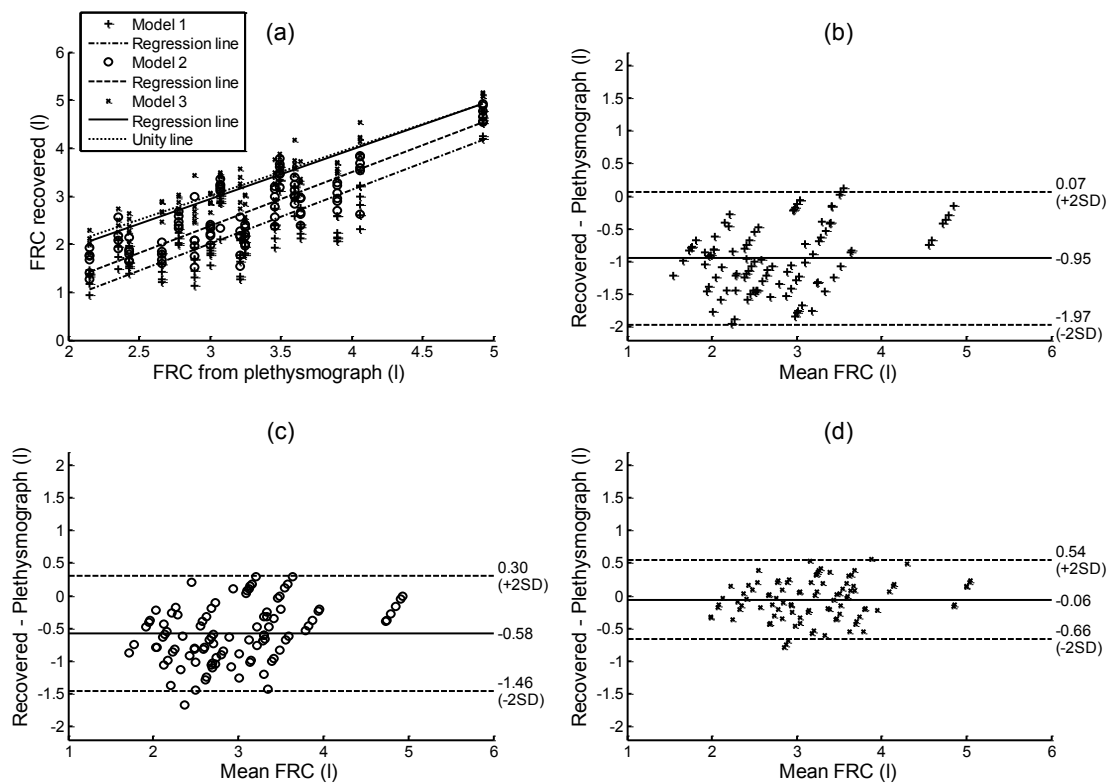 (a)
Model 1
Regression line
Model 2
Regression line
Model 3
Regression line
Unity line
6
5
4
3
2
1
0
FRC recovered (l)
2 2.5 3 3.5 4 4.5 5
FRC from plethysmograph (l)
(b)
2
1.5
1
0.5
0
-0.5
-1
-1.5
-2
Recovered - Plethysmograph (l)
0.07
(+2SD)
-0.95
-1.97
(-2SD)
1 2 3 4 5 6
Mean FRC (l)
(c)
2
1.5
1
0.5
0
-0.5
-1
-1.5
-2
Recovered - Plethysmograph (l)
0.30
(+2SD)
-0.58
-1.46
(-2SD)
1 2 3 4 5 6
Mean FRC (l)
(d)
2
1.5
1
0.5
0
-0.5
-1
-1.5
-2
Recovered - Plethysmograph (l)
0.54
(+2SD)
-0.06
-0.66
(-2SD)
1 2 3 4 5 6
Mean FRC (l)